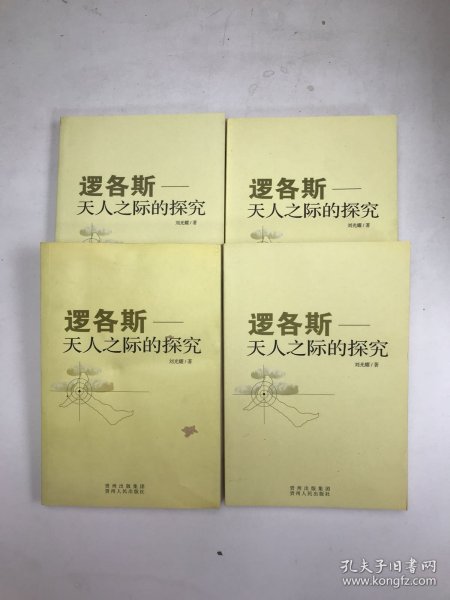 逻各斯——
天人之际的探究
刘光耀/著
逻各斯——
天人之际的探究
刘光耀/著
逻各斯——
天人之际的探究
刘光耀/著
贵州出版集团
贵州人民出版社
逻各斯——
天人之际的探究
刘光耀/著
贵州出版集团
贵州人民出版社
孔夫子旧书网
www.kongfz.com